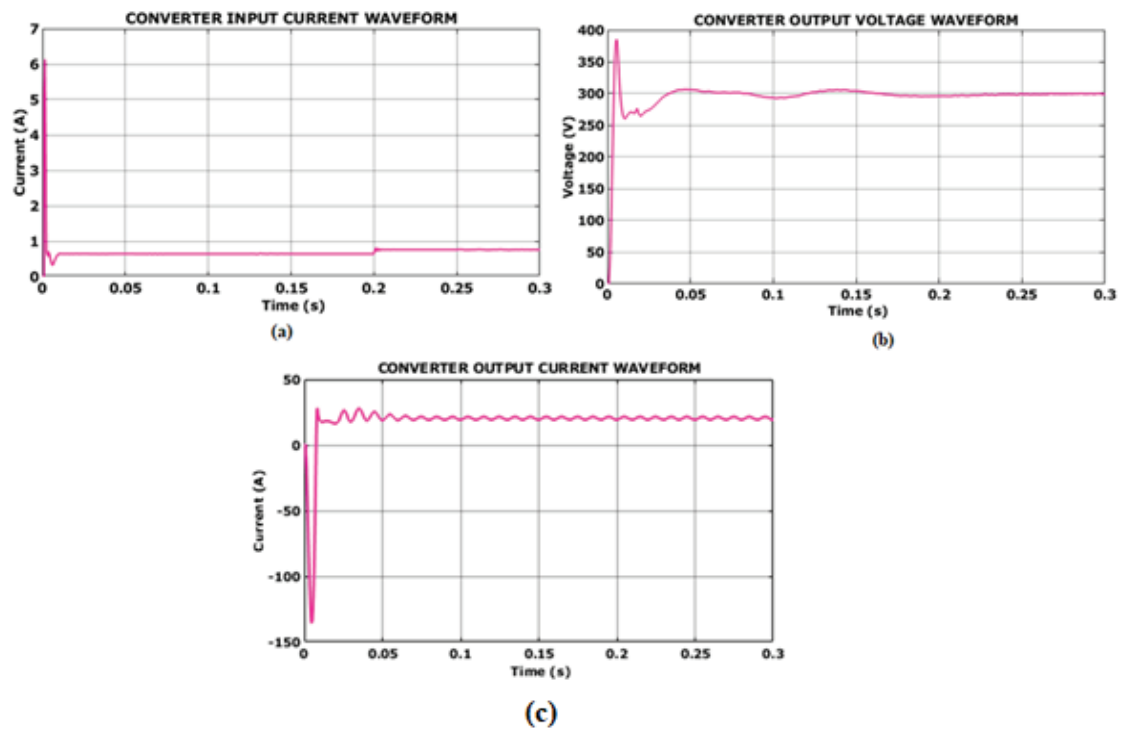 CONVERTER INPUT CURRENT WAVEFORM
7
6
5
4
3
2
1
0
Current (A)
0 0.05 0.1 0.15 0.2 0.25 0.3
Time (s)
(a)
CONVERTER OUTPUT VOLTAGE WAVEFORM
400
350
300
250
200
150
100
50
0
Voltage (V)
0 0.05 0.1 0.15 0.2 0.25 0.3
Time (s)
(b)
CONVERTER OUTPUT CURRENT WAVEFORM
50
0
-50
-100
-150
Current (A)
0 0.05 0.1 0.15 0.2 0.25 0.3
Time (s)
(c)